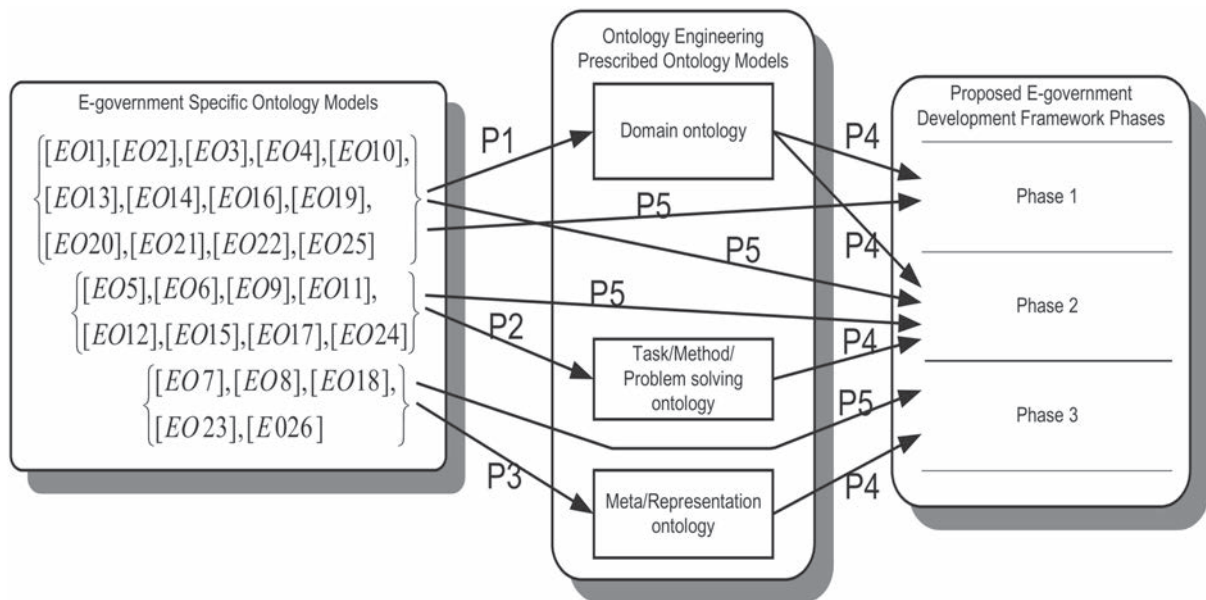 E-government Specific Ontology Models
[EO1],[EO2],[EO3],[EO4],[EO10],
[EO13],[EO14],[EO16],[EO19],
[EO20],[EO21],[EO22],[EO25]
[EO5],[EO6],[EO9],[EO11],
[EO12],[EO15],[EO17],[EO24]
[EO7],[EO8],[EO18],
[EO23],[E026]
P1
P5
P5
P5
P2
P3
Ontology Engineering
Prescribed Ontology Models
Domain ontology
Task/Method/
Problem solving
ontology
Meta/Representation
ontology
P4
P4
P4
P5
P4
Proposed E-government
Development Framework Phases
Phase 1
Phase 2
Phase 3